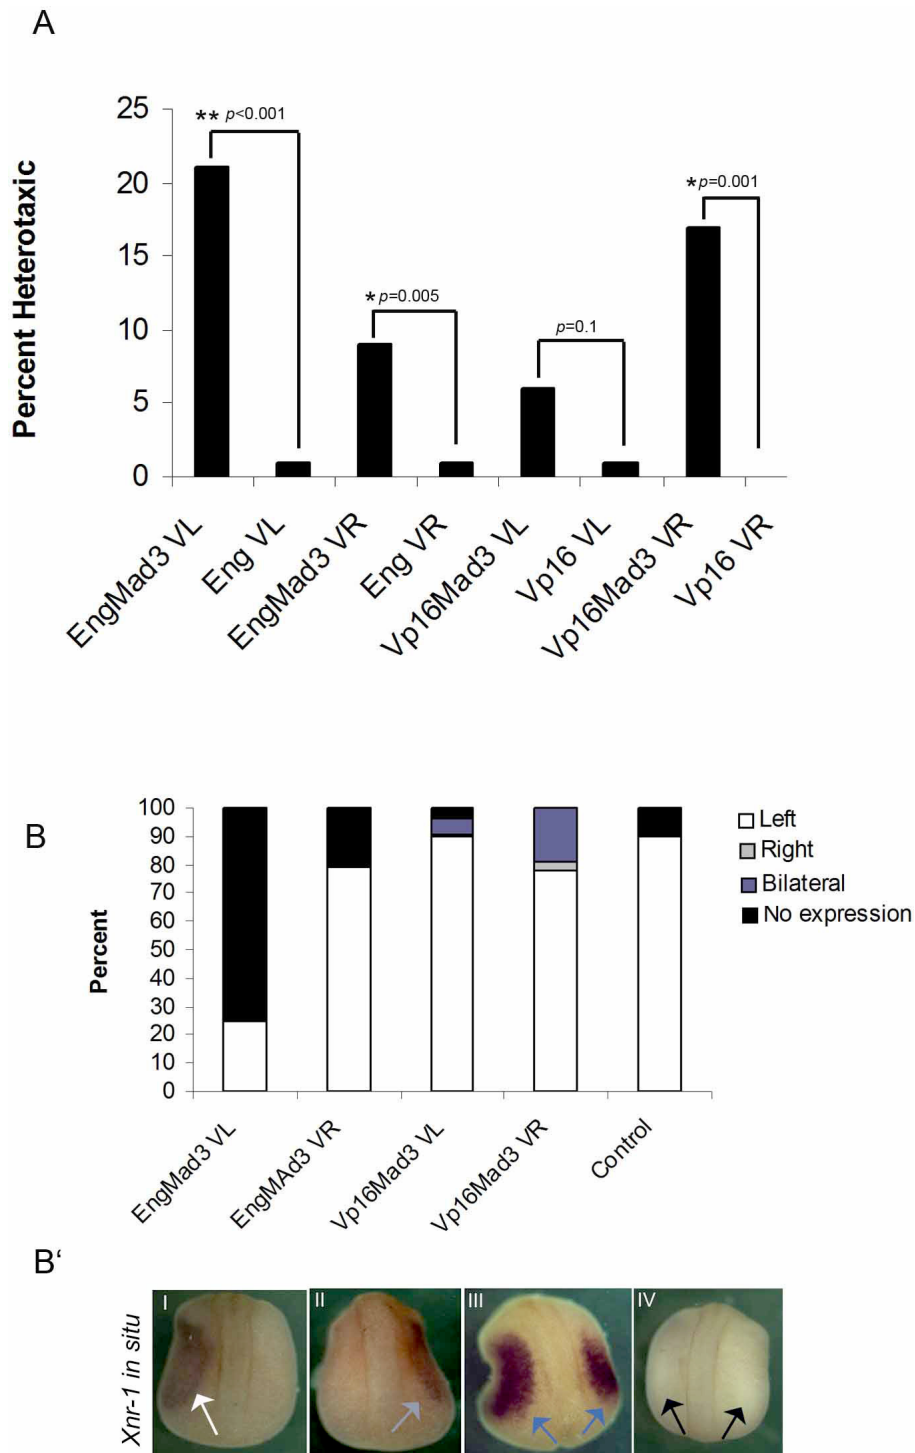 A
Percent Heterotaxic
25
20
15
10
5
0
** p<0.001
* p=0.005
p=0.1
* p=0.001
EngMad3 VL
Eng VL
EngMad3 VR
Eng VR
Vp16Mad3 VL
Vp16 VL
Vp16Mad3 VR
Vp16 VR
B
Percent
100
90
80
70
60
50
40
30
20
10
0
EngMad3 VL
EngMAd3 VR
Vp16Mad3 VL
Vp16Mad3 VR
Control
Left
Right
Bilateral
No expression
B‘
Xnr-1 in situ
I
II
III
IV